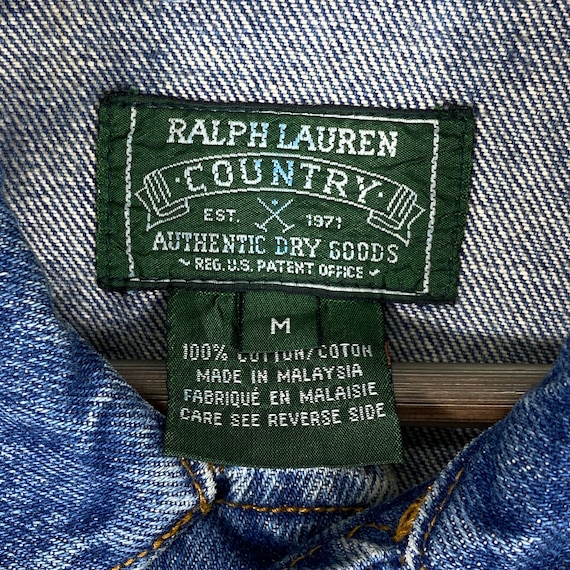 RALPH LAUREN
COUNTRY
EST. 1971
AUTHENTIC DRY GOODS
~ REG. U.S. PATENT OFFICE ~
M
100% COTTON/COTON
MADE IN MALAYSIA
FABRIQUÉ EN MALAISIE
CARE SEE REVERSE SIDE